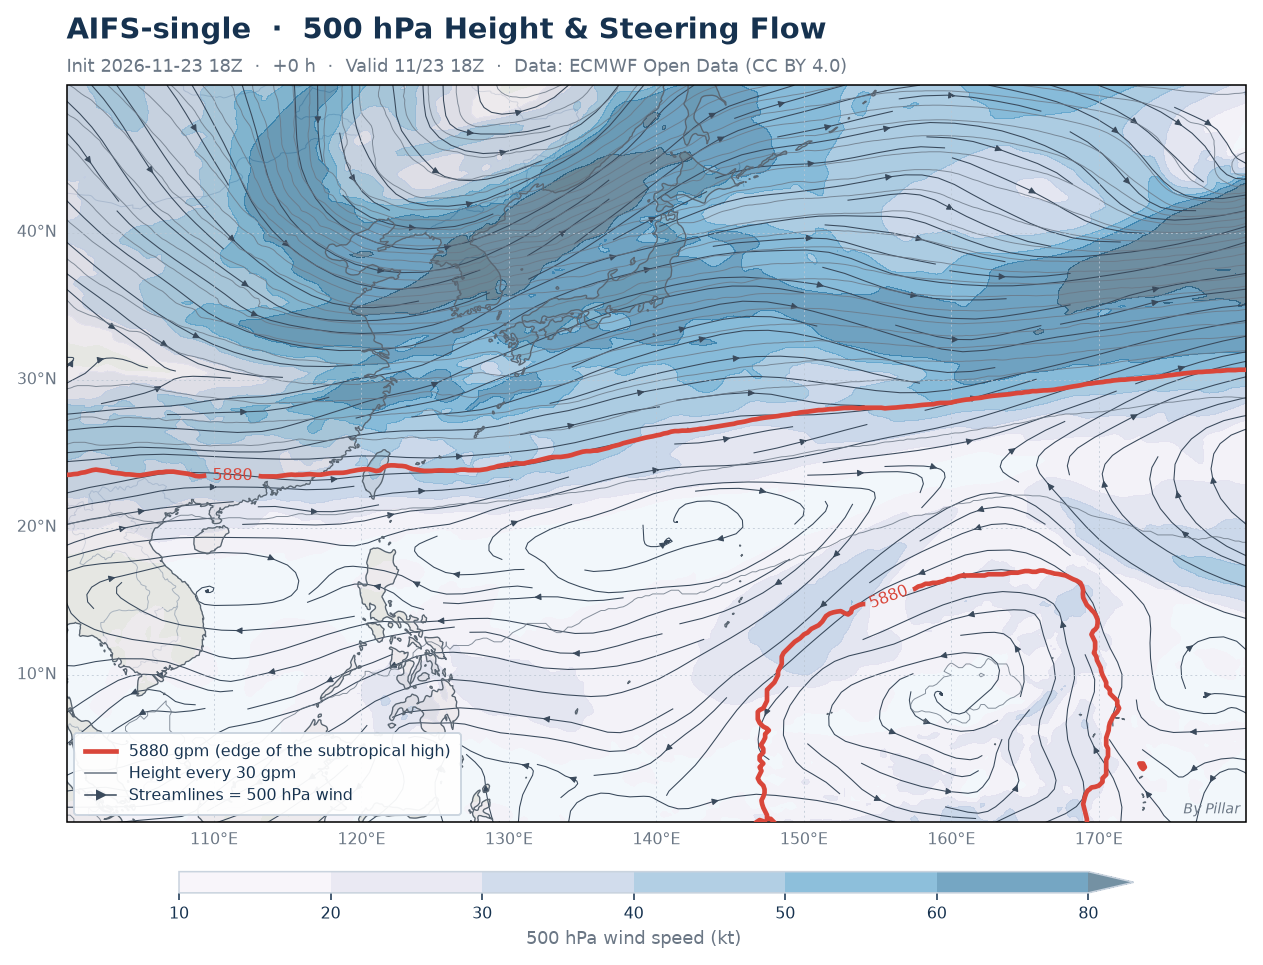 AIFS-single · 500 hPa Height & Steering Flow
Init 2026-11-23 18Z · +0 h · Valid 11/23 18Z · Data: ECMWF Open Data (CC BY 4.0)
40°N
30°N
20°N
10°N
5880
5880
5880 gpm (edge of the subtropical high)
Height every 30 gpm
Streamlines = 500 hPa wind
By Pillar
110°E 120°E 130°E 140°E 150°E 160°E 170°E
10 20 30 40 50 60 80
500 hPa wind speed (kt)